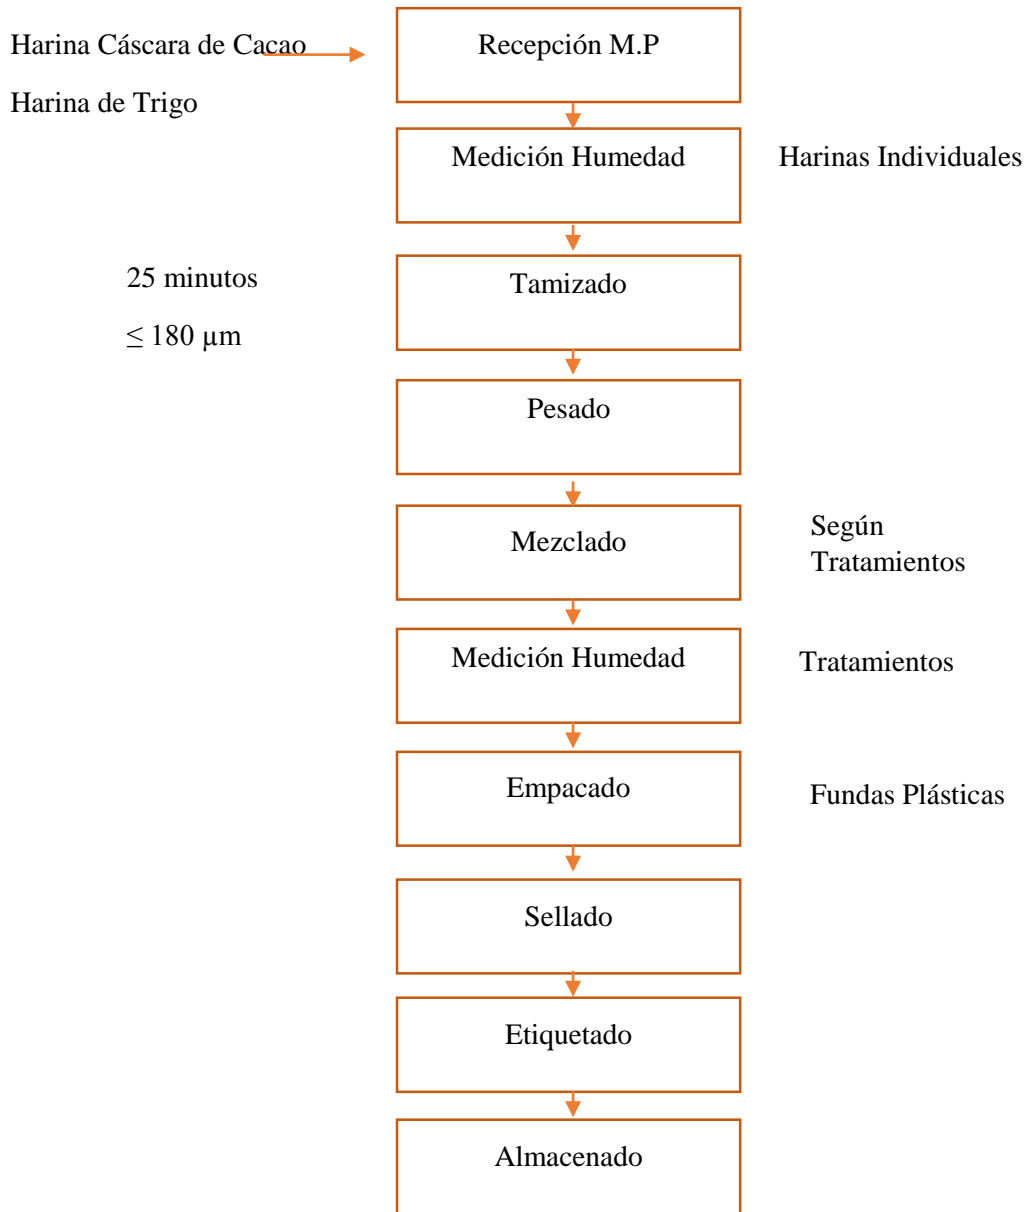 Harina Cáscara de Cacao
Harina de Trigo
Recepción M.P
Medición Humedad
Harinas Individuales
25 minutos
≤ 180 µm
Tamizado
Pesado
Mezclado
Según
Tratamientos
Medición Humedad
Tratamientos
Empacado
Fundas Plásticas
Sellado
Etiquetado
Almacenado